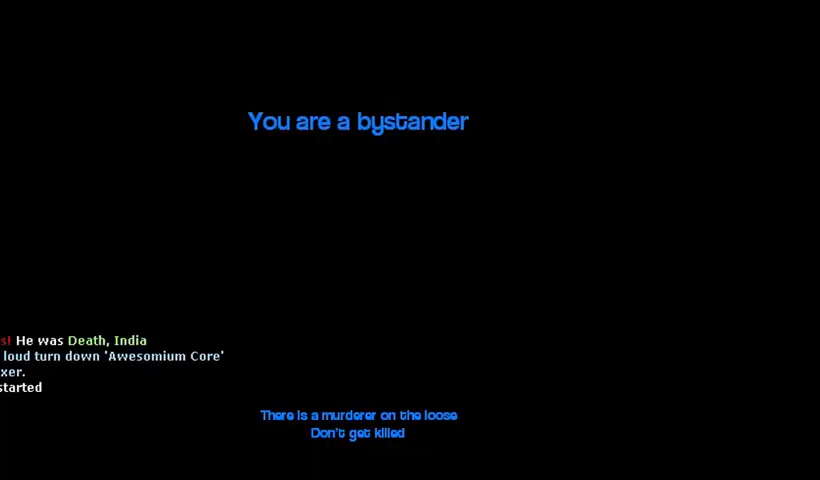 You are a bystander
s! He was Death, India
loud turn down 'Awesomium Core'
xer.
started
There is a murderer on the loose
Don't get killed